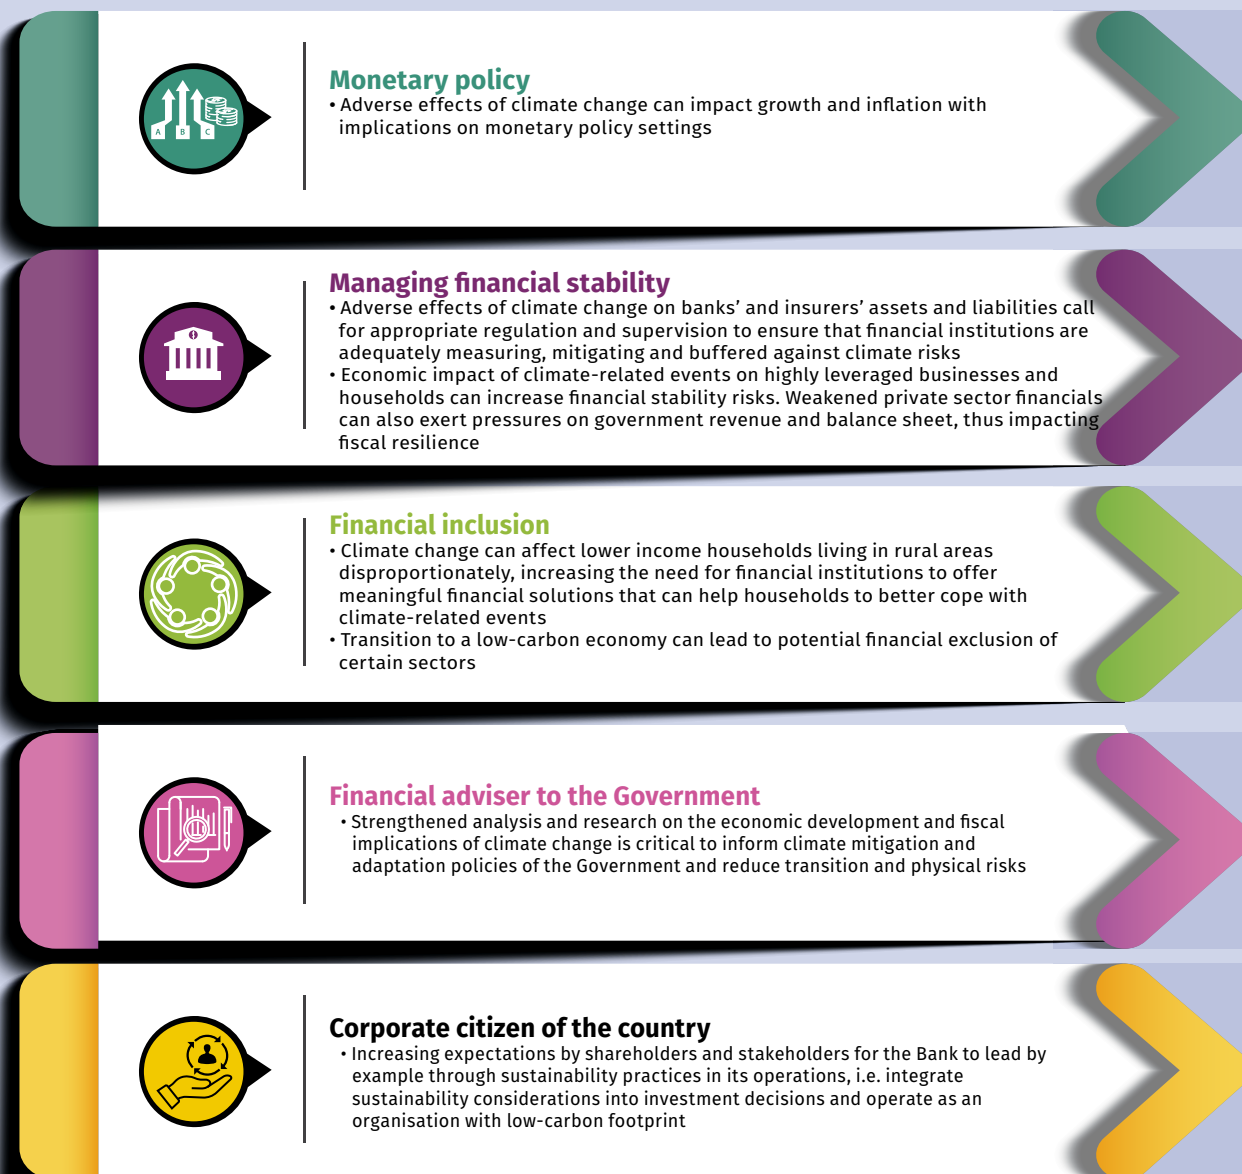 A B C
Monetary policy
• Adverse effects of climate change can impact growth and inflation with
implications on monetary policy settings
Managing financial stability
• Adverse effects of climate change on banks’ and insurers’ assets and liabilities call
for appropriate regulation and supervision to ensure that financial institutions are
adequately measuring, mitigating and buffered against climate risks
• Economic impact of climate-related events on highly leveraged businesses and
households can increase financial stability risks. Weakened private sector financials
can also exert pressures on government revenue and balance sheet, thus impacting
fiscal resilience
Financial inclusion
• Climate change can affect lower income households living in rural areas
disproportionately, increasing the need for financial institutions to offer
meaningful financial solutions that can help households to better cope with
climate-related events
• Transition to a low-carbon economy can lead to potential financial exclusion of
certain sectors
Financial adviser to the Government
• Strengthened analysis and research on the economic development and fiscal
implications of climate change is critical to inform climate mitigation and
adaptation policies of the Government and reduce transition and physical risks
Corporate citizen of the country
• Increasing expectations by shareholders and stakeholders for the Bank to lead by
example through sustainability practices in its operations, i.e. integrate
sustainability considerations into investment decisions and operate as an
organisation with low-carbon footprint